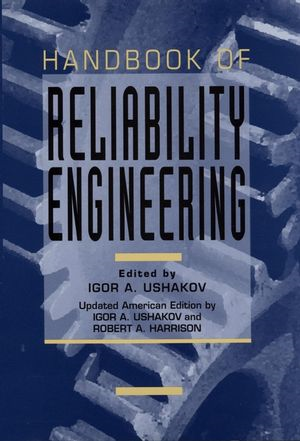 HANDBOOK OF
RELIABILITY
ENGINEERING
Edited by
IGOR A. USHAKOV
Updated American Edition by
IGOR A. USHAKOV and
ROBERT A. HARRISON